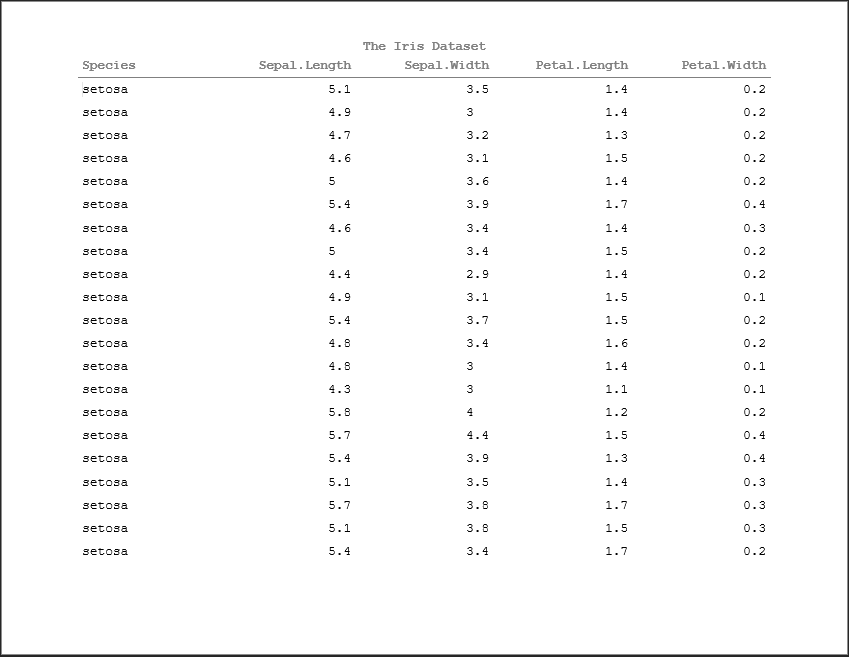 The Iris Dataset
Species Sepal.Length Sepal.Width Petal.Length Petal.Width
setosa 5.1 3.5 1.4 0.2
setosa 4.9 3 1.4 0.2
setosa 4.7 3.2 1.3 0.2
setosa 4.6 3.1 1.5 0.2
setosa 5 3.6 1.4 0.2
setosa 5.4 3.9 1.7 0.4
setosa 4.6 3.4 1.4 0.3
setosa 5 3.4 1.5 0.2
setosa 4.4 2.9 1.4 0.2
setosa 4.9 3.1 1.5 0.1
setosa 5.4 3.7 1.5 0.2
setosa 4.8 3.4 1.6 0.2
setosa 4.8 3 1.4 0.1
setosa 4.3 3 1.1 0.1
setosa 5.8 4 1.2 0.2
setosa 5.7 4.4 1.5 0.4
setosa 5.4 3.9 1.3 0.4
setosa 5.1 3.5 1.4 0.3
setosa 5.7 3.8 1.7 0.3
setosa 5.1 3.8 1.5 0.3
setosa 5.4 3.4 1.7 0.2